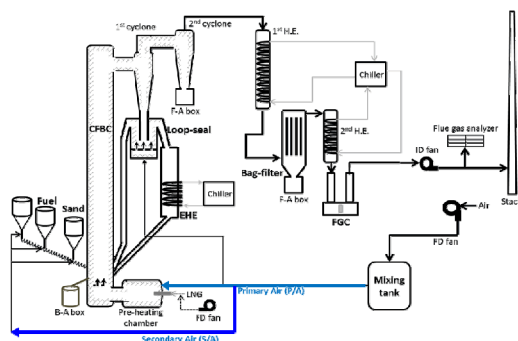 1st cyclone
2nd cyclone
1st H.E.
Chiller
F-A box
CFBC
Loop-seal
2nd H.E.
Flue gas analyzer
ID fan
Fuel
Sand
Bag-filter
Chiller
EHE
F-A box
FGC
Air
Stac
FD fan
B-A box
LNG
Primary Air (P/A)
Mixing
tank
Pre-heating
chamber
FD fan
Secondary Air (S/A)